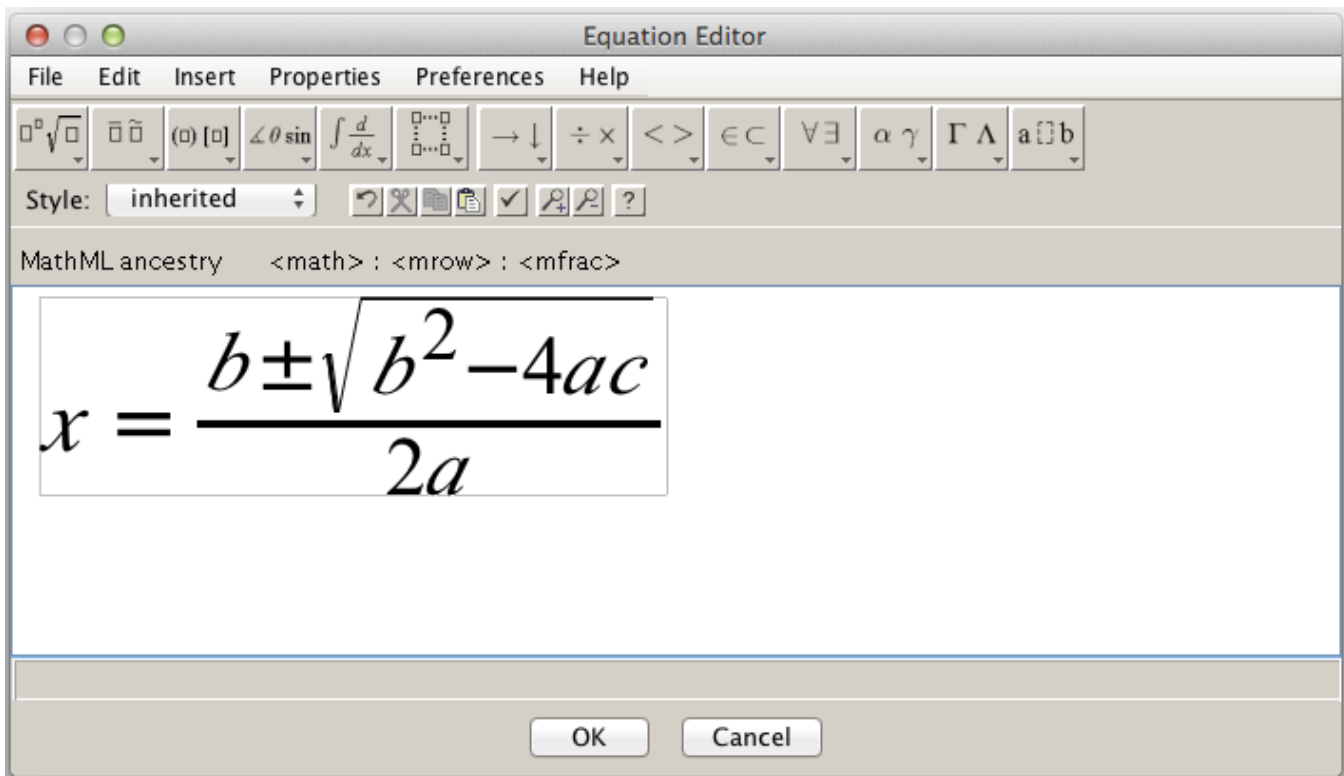 Equation Editor
File Edit Insert Properties Preferences Help
□°√□ □̄ □̃ (□) [□] ∠θ sin ∫ d/dx □···□ □···□ → ↓ ÷ × < > ∈ ⊂ ∀ ∃ α γ Γ Λ a []b
Style: inherited ?
MathML ancestry <math> : <mrow> : <mfrac>
x = (b±√(b²−4ac))/(2a)
OK Cancel